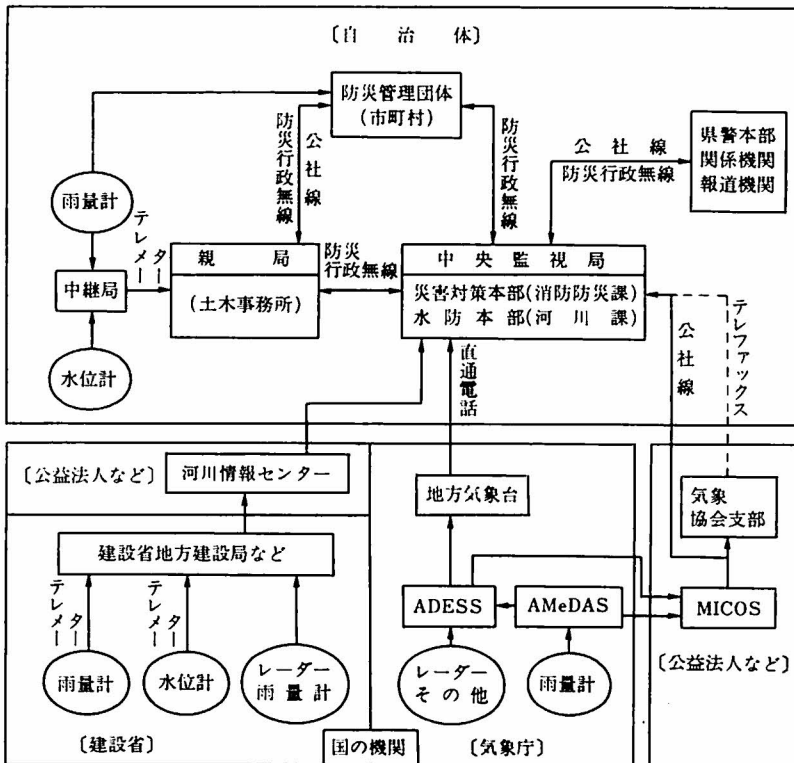 〔自治体〕
防災管理団体
(市町村)
防災行政無線
公社線
防災行政無線
公社線
防災行政無線
県警本部
関係機関
報道機関
雨量計
テレメーター
中継局
水位計
親局
(土木事務所)
防災
行政無線
中央監視局
災害対策本部(消防防災課)
水防本部(河川課)
直通電話
公社線
テレファックス
〔公益法人など〕
河川情報センター
地方気象台
気象
協会支部
建設省地方建設局など
テレメーター
テレメーター
ADESS
AMeDAS
MICOS
雨量計
水位計
レーダー
雨量計
レーダー
その他
雨量計
〔公益法人など〕
〔建設省〕
国の機関
〔気象庁〕